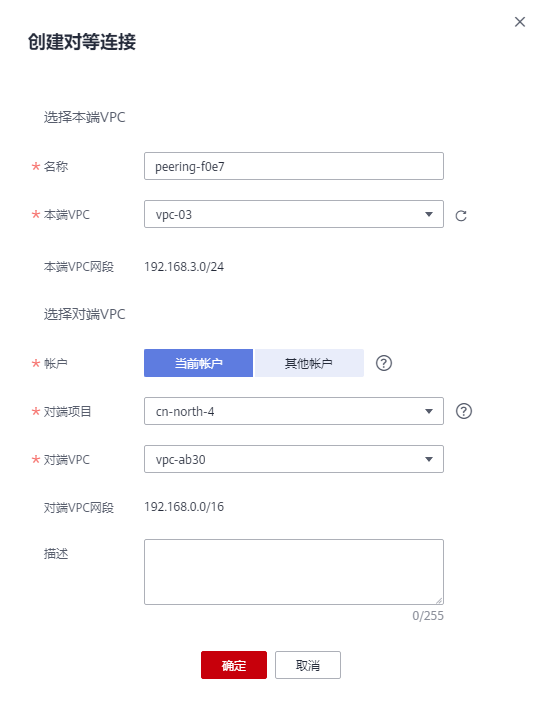 创建对等连接
选择本端VPC
* 名称 peering-f0e7
* 本端VPC vpc-03
本端VPC网段 192.168.3.0/24
选择对端VPC
* 帐户 当前帐户 其他帐户 ?
* 对端项目 cn-north-4 ?
* 对端VPC vpc-ab30
对端VPC网段 192.168.0.0/16
描述
0/255
确定 取消